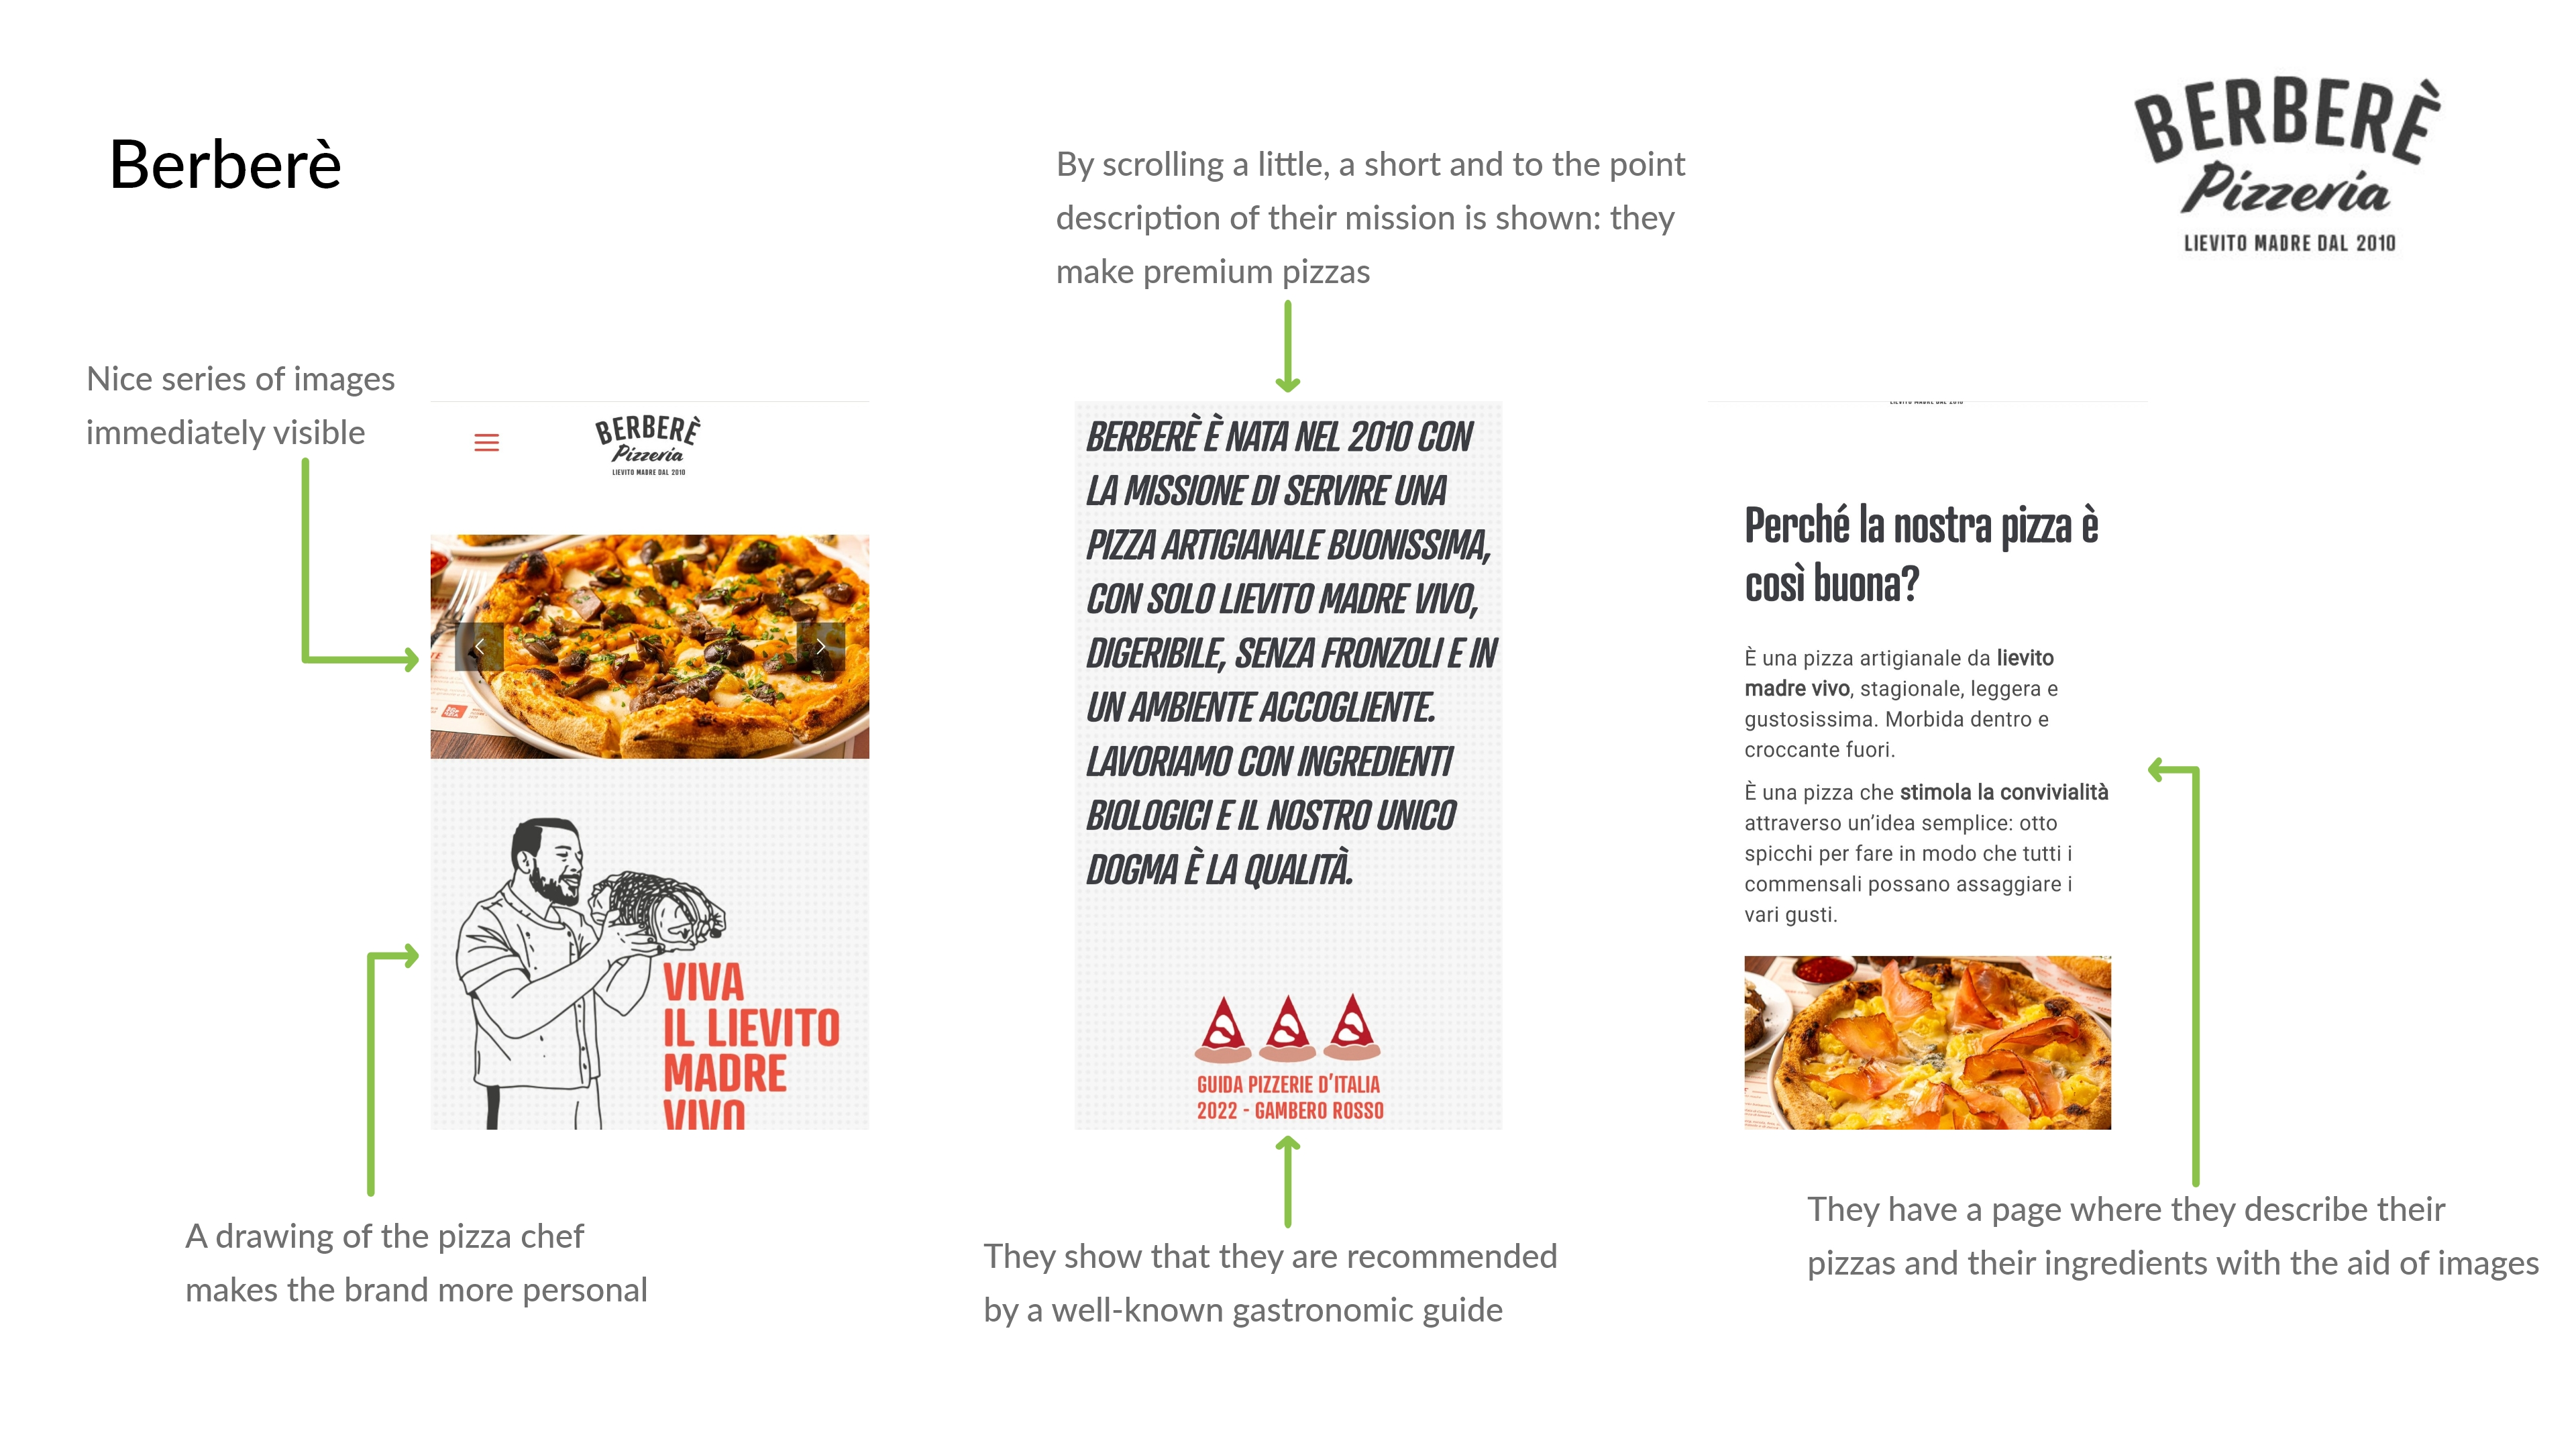 Berberè
BERBERÈ
Pizzeria
LIEVITO MADRE DAL 2010
By scrolling a little, a short and to the point
description of their mission is shown: they
make premium pizzas
Nice series of images
immediately visible
BERBERÈ
Pizzeria
LIEVITO MADRE DAL 2010
VIVA
IL LIEVITO
MADRE
VIVO
A drawing of the pizza chef
makes the brand more personal
BERBERÈ È NATA NEL 2010 CON
LA MISSIONE DI SERVIRE UNA
PIZZA ARTIGIANALE BUONISSIMA,
CON SOLO LIEVITO MADRE VIVO,
DIGERIBILE, SENZA FRONZOLI E IN
UN AMBIENTE ACCOGLIENTE.
LAVORIAMO CON INGREDIENTI
BIOLOGICI E IL NOSTRO UNICO
DOGMA È LA QUALITÀ.
GUIDA PIZZERIE D'ITALIA
2022 - GAMBERO ROSSO
They show that they are recommended
by a well-known gastronomic guide
LIEVITO MADRE DAL 2010
Perché la nostra pizza è
così buona?
È una pizza artigianale da lievito
madre vivo, stagionale, leggera e
gustosissima. Morbida dentro e
croccante fuori.
È una pizza che stimola la convivialità
attraverso un'idea semplice: otto
spicchi per fare in modo che tutti i
commensali possano assaggiare i
vari gusti.
They have a page where they describe their
pizzas and their ingredients with the aid of images